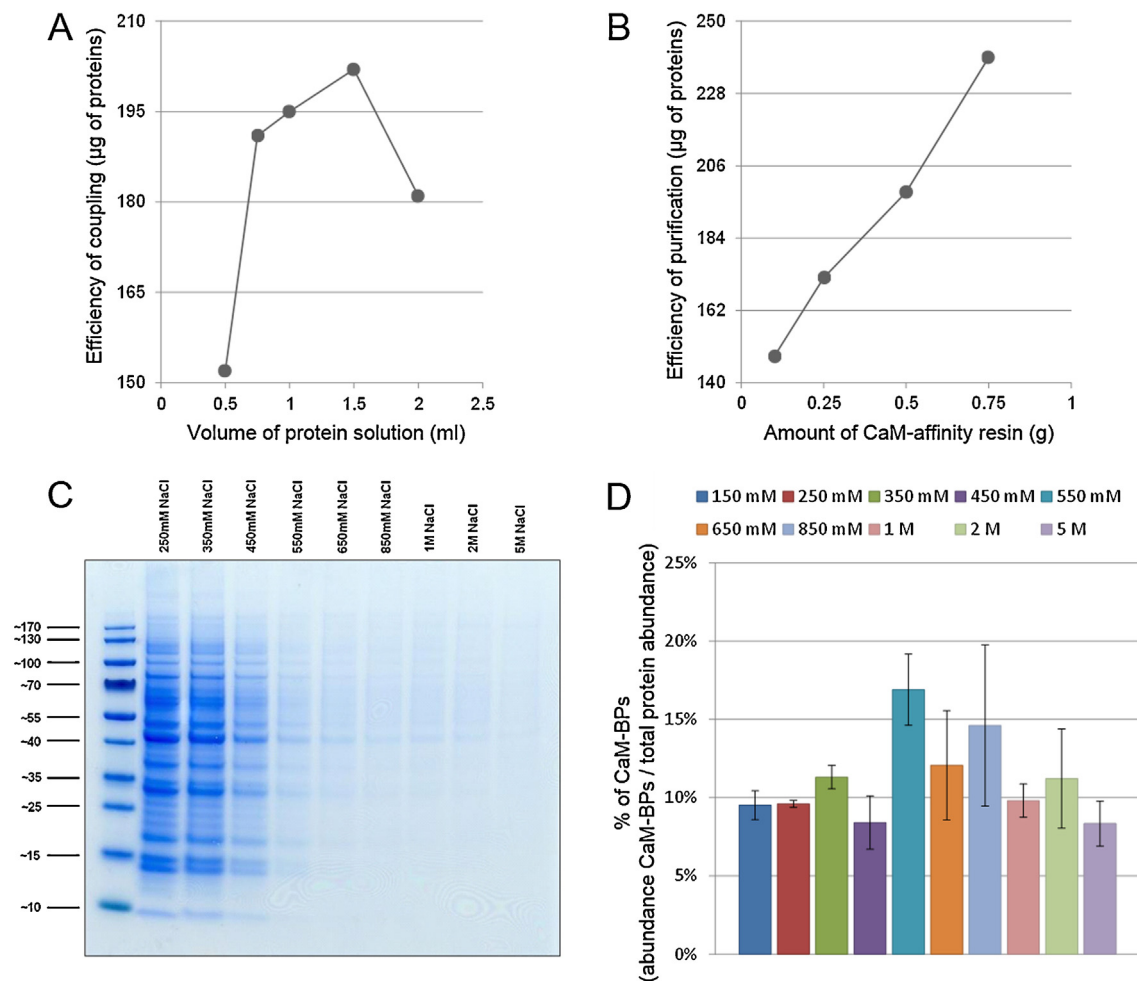 A
Efficiency of coupling (µg of proteins)
210
195
180
165
150
0
0.5
1
1.5
2
2.5
Volume of protein solution (ml)
B
Efficiency of purification (µg of proteins)
250
228
206
184
162
140
0
0.25
0.5
0.75
1
Amount of CaM-affinity resin (g)
C
250mM NaCl
350mM NaCl
450mM NaCl
550mM NaCl
650mM NaCl
850mM NaCl
1M NaCl
2M NaCl
5M NaCl
~170
~130
~100
~70
~55
~40
~35
~25
~15
~10
D
150 mM 250 mM 350 mM 450 mM 550 mM
650 mM 850 mM 1 M 2 M 5 M
% of CaM-BPs
(abundance CaM-BPs / total protein abundance)
25%
20%
15%
10%
5%
0%